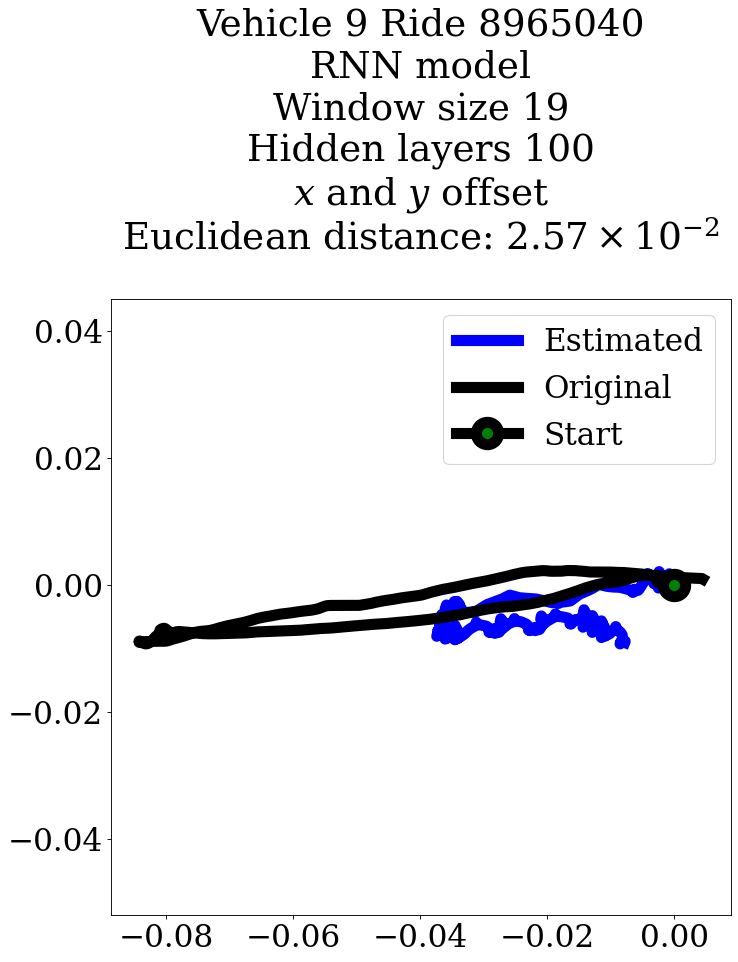 Vehicle 9 Ride 8965040
RNN model
Window size 19
Hidden layers 100
x and y offset
Euclidean distance: 2.57 × 10⁻²
Estimated
Original
Start
0.04
0.02
0.00
−0.02
−0.04
−0.08 −0.06 −0.04 −0.02 0.00